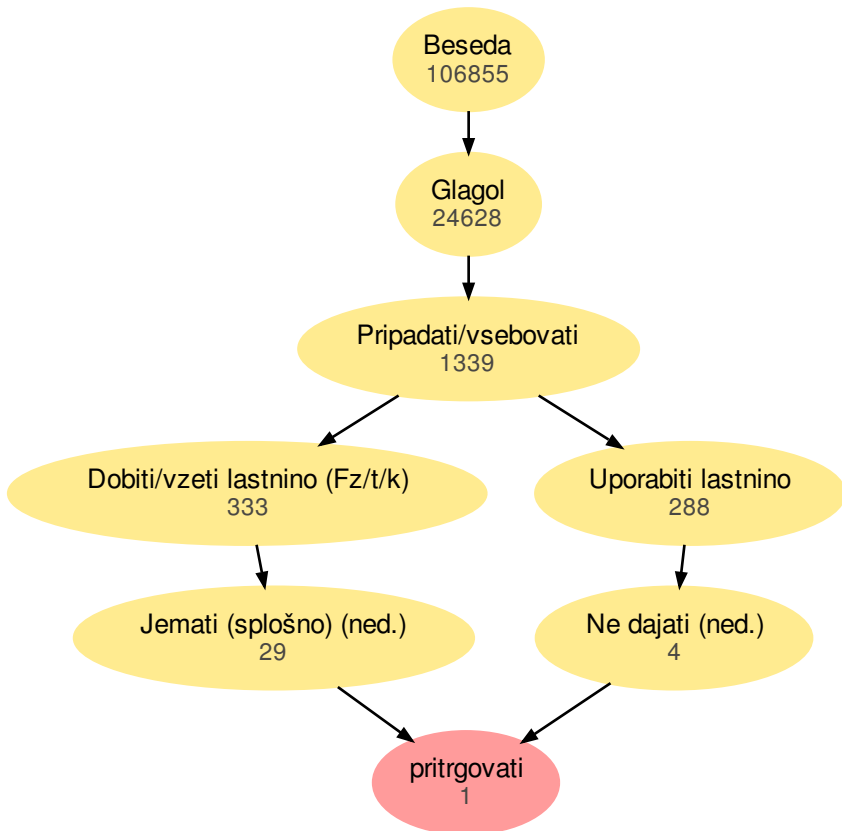 Beseda
106855
Glagol
24628
Pripadati/vsebovati
1339
Dobiti/vzeti lastnino (Fz/t/k)
333
Uporabiti lastnino
288
Jemati (splošno) (ned.)
29
Ne dajati (ned.)
4
pritrgovati
1